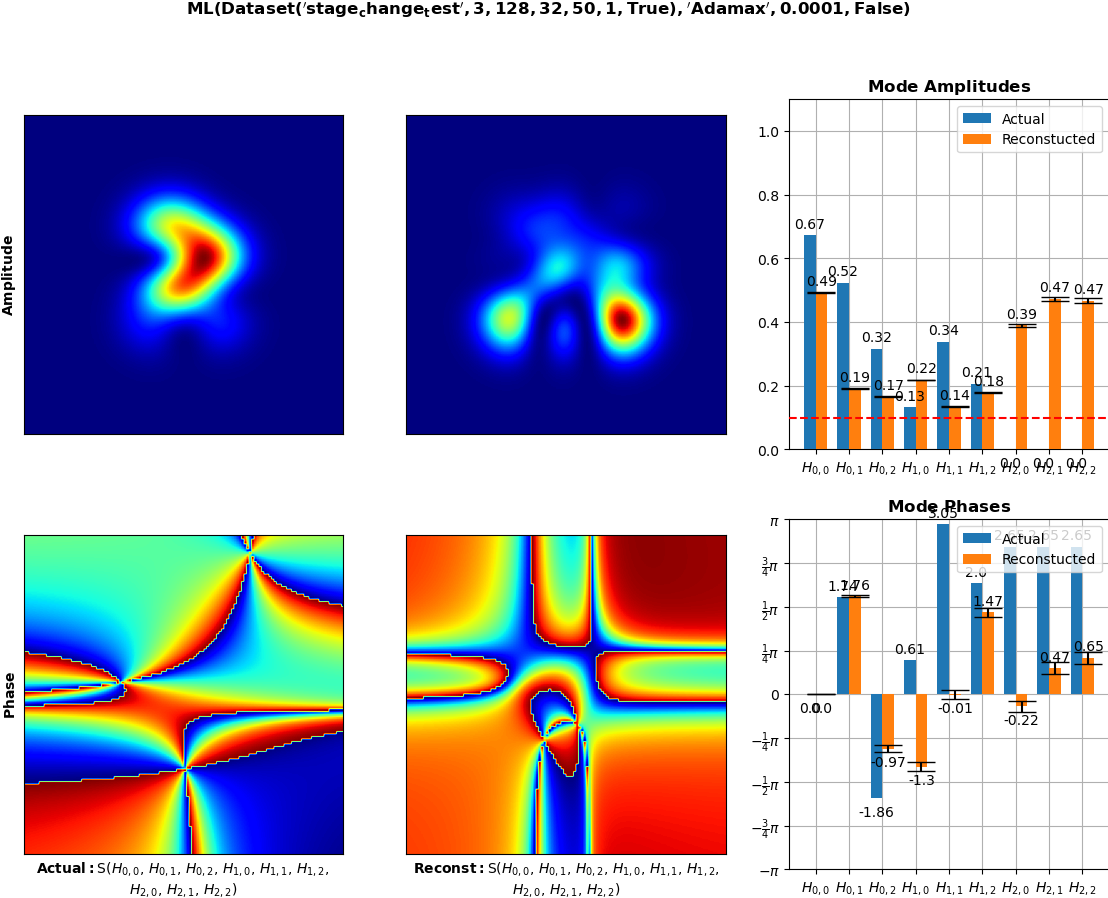 ML(Dataset('stage_change_test', 3, 128, 32, 50, 1, True), 'Adamax', 0.0001, False)
Amplitude
Mode Amplitudes
Actual
Reconstucted
1.0
0.8
0.6
0.4
0.2
0.0
0.67
0.49
0.52
0.19
0.32
0.17
0.13
0.22
0.34
0.14
0.21
0.18
0.0
0.39
0.0
0.47
0.0
0.47
H0,0 H0,1 H0,2 H1,0 H1,1 H1,2 H2,0 H2,1 H2,2
Phase
Actual: S(H0,0, H0,1, H0,2, H1,0, H1,1, H1,2,
H2,0, H2,1, H2,2)
Reconst: S(H0,0, H0,1, H0,2, H1,0, H1,1, H1,2,
H2,0, H2,1, H2,2)
Mode Phases
Actual
Reconstucted
π
3/4π
1/2π
1/4π
0
−1/4π
−1/2π
−3/4π
−π
0.0
0.0
1.74
1.76
-1.86
-0.97
0.61
-1.3
3.05
-0.01
2.0
1.47
2.65
-0.22
2.65
0.47
2.65
0.65
H0,0 H0,1 H0,2 H1,0 H1,1 H1,2 H2,0 H2,1 H2,2